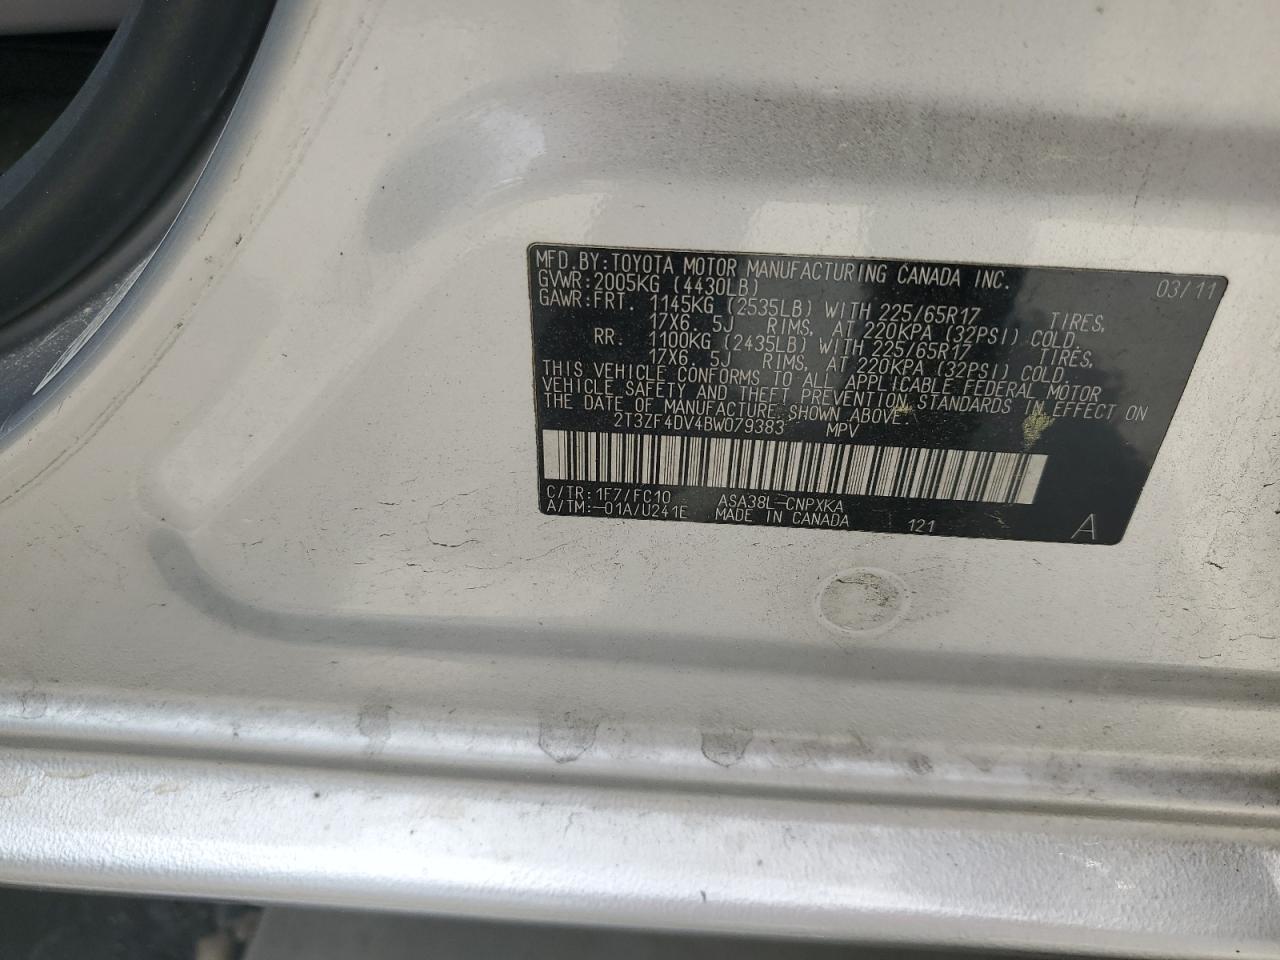 MFD.BY:TOYOTA MOTOR MANUFACTURING CANADA INC. 03/11
GVWR:2005KG (4430LB)
GAWR:FRT. 1145KG (2535LB) WITH 225/65R17 TIRES,
17X6. 5J RIMS, AT 220KPA (32PSI) COLD.
RR. 1100KG (2435LB) WITH 225/65R17 TIRES,
17X6. 5J RIMS, AT 220KPA (32PSI) COLD.
THIS VEHICLE CONFORMS TO ALL APPLICABLE FEDERAL MOTOR
VEHICLE SAFETY AND THEFT PREVENTION STANDARDS IN EFFECT ON
THE DATE OF MANUFACTURE SHOWN ABOVE.
2T3ZF4DV4BW079383 MPV
C/TR:1F7/FC10 ASA38L-CNPXKA
A/TM:-01A/U241E MADE IN CANADA 121 A